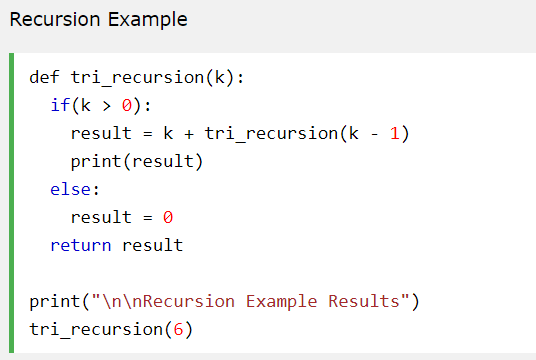 Recursion Example
def tri_recursion(k):
  if(k > 0):
    result = k + tri_recursion(k - 1)
    print(result)
  else:
    result = 0
  return result

print("\n\nRecursion Example Results")
tri_recursion(6)